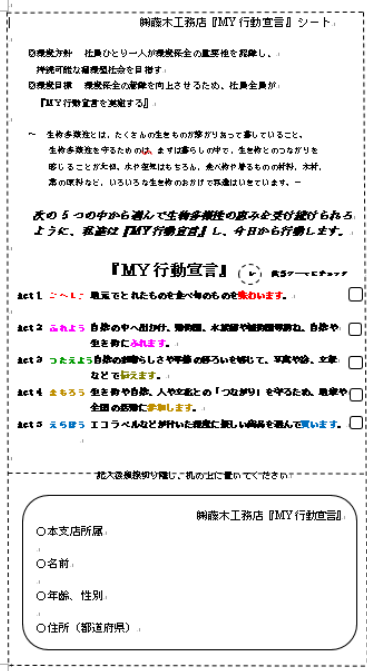 ㈱藤木工務店『MY行動宣言』シート
◎環境方針　社員ひとり一人が環境保全の重要性を認識し、
持続可能な循環型社会を目指す
◎環境目標　環境保全の意識を向上させるため、社員全員が
『MY行動宣言を実施する』
～　生物多様性とは、たくさんの生きものが繋がりあって暮していること、
生物多様性を守るためのは、まずは暮らしの中で、生き物とのつながりを
感じることが大切、水や空気はもちろん、食べ物や着るものの材料、木材、
薬の原料など、いろいろな生き物のおかげで私達はいきています、～
次の5つの中から選んで生物多様性の恵みを受け続けられる
ように、私達は『MY行動宣言』し、今日から行動します。
『MY行動宣言』 レ
act 1　たべよう　地元でとれたものを食べ旬のものを味わいます。
act 2　ふれよう　自然の中へ出かけ、動物園、水族館や植物園等訪ね、自然や
生き物にふれます。
act 3　つたえよう　自然の素晴らしさや季節の移ろいを感じて、写真や絵、文章
などで伝えます。
act 4　まもろう　生き物や自然、人や文化との「つながり」を守るため、地域や
全国の活動に参加します。
act 5　えらぼう　エコラベルなどが付いた環境に優しい商品を選んで買います。
記入後線線切り離し、机の上に置いてください
㈱藤木工務店『MY行動宣言』
○本支店所属
○名前
○年齢、性別
○住所（都道府県）